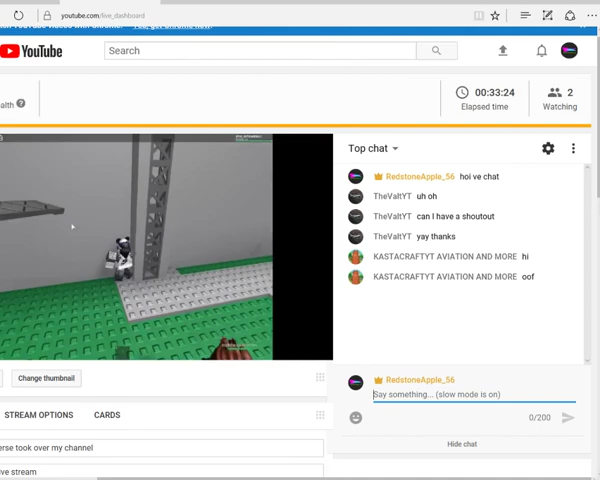 youtube.com/live_dashboard
YouTube
Search
alth
00:33:24
Elapsed time
2
Watching
Top chat
RedstoneApple_56 hoi ve chat
TheValtYT uh oh
TheValtYT can I have a shoutout
TheValtYT yay thanks
KASTACRAFTYT AVIATION AND MORE hi
KASTACRAFTYT AVIATION AND MORE oof
RedstoneApple_56
Say something... (slow mode is on)
0/200
Hide chat
Change thumbnail
STREAM OPTIONS CARDS
erse took over my channel
ive stream